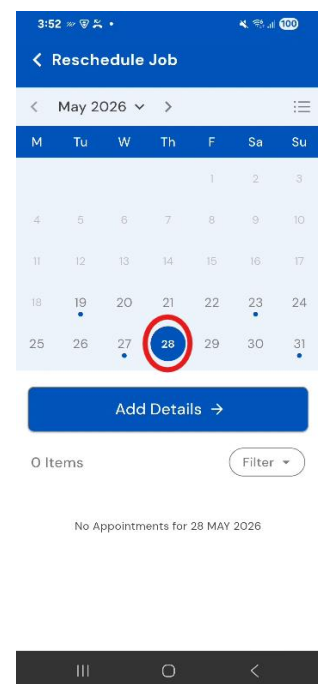 3:52
100
Reschedule Job
May 2026
M Tu W Th F Sa Su
1 2 3
4 5 6 7 8 9 10
11 12 13 14 15 16 17
18 19 20 21 22 23 24
25 26 27 28 29 30 31
Add Details →
0 Items Filter
No Appointments for 28 MAY 2026